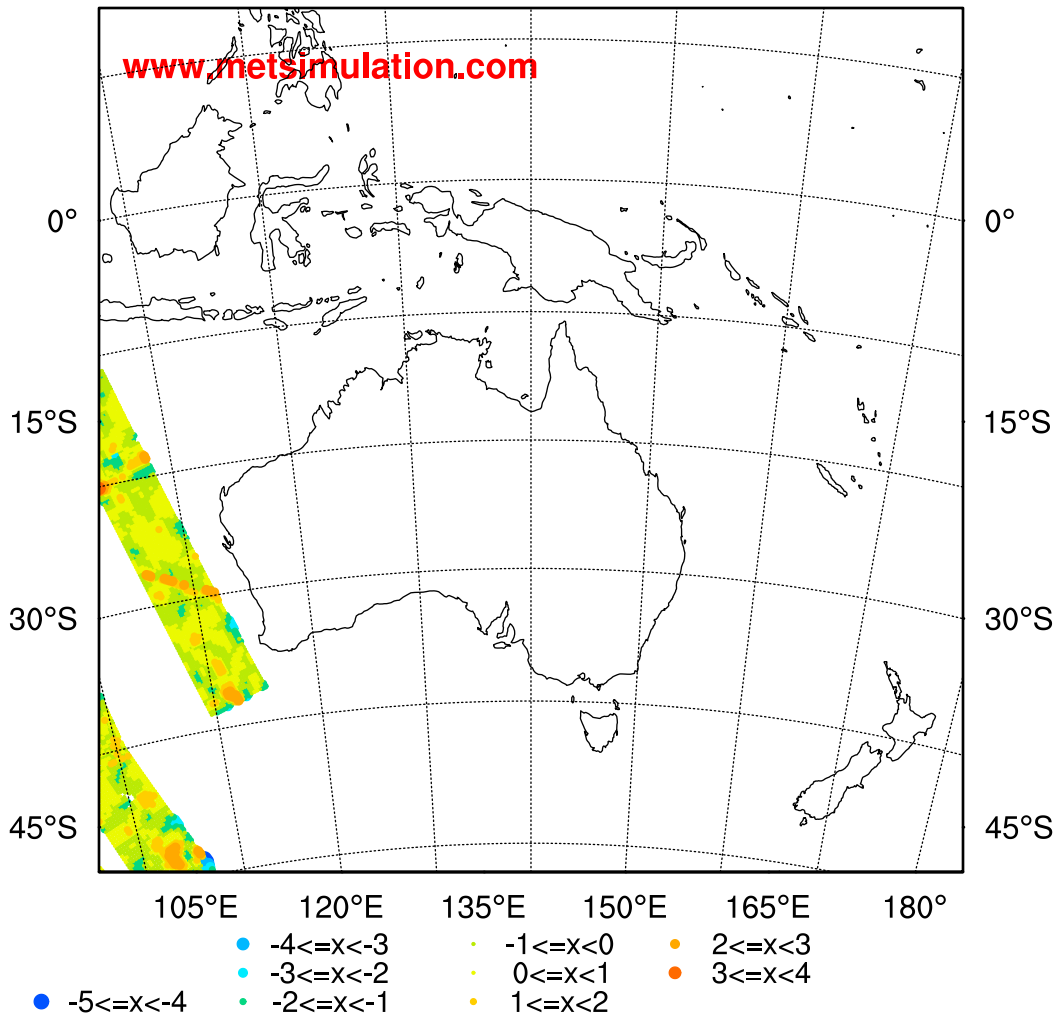 www.metsimulation.com
0° 0°
15°S 15°S
30°S 30°S
45°S 45°S
105°E 120°E 135°E 150°E 165°E 180°
-4<=x<-3 -1<=x<0 2<=x<3
-3<=x<-2 0<=x<1 3<=x<4
-5<=x<-4 -2<=x<-1 1<=x<2